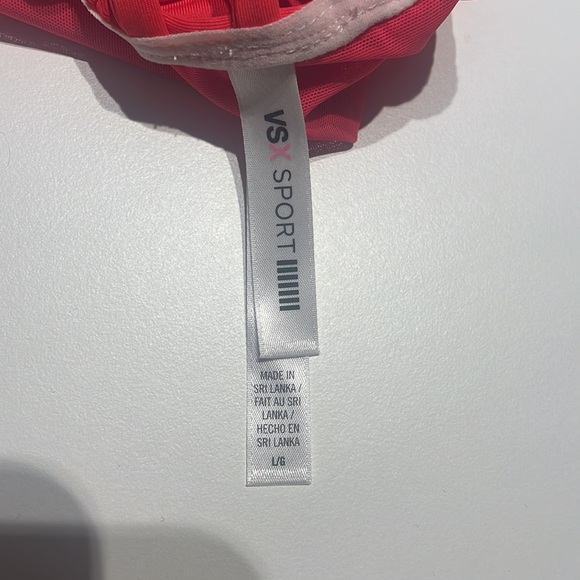 VSX SPORT
MADE IN
SRI LANKA /
FAIT AU SRI
LANKA /
HECHO EN
SRI LANKA
L/G